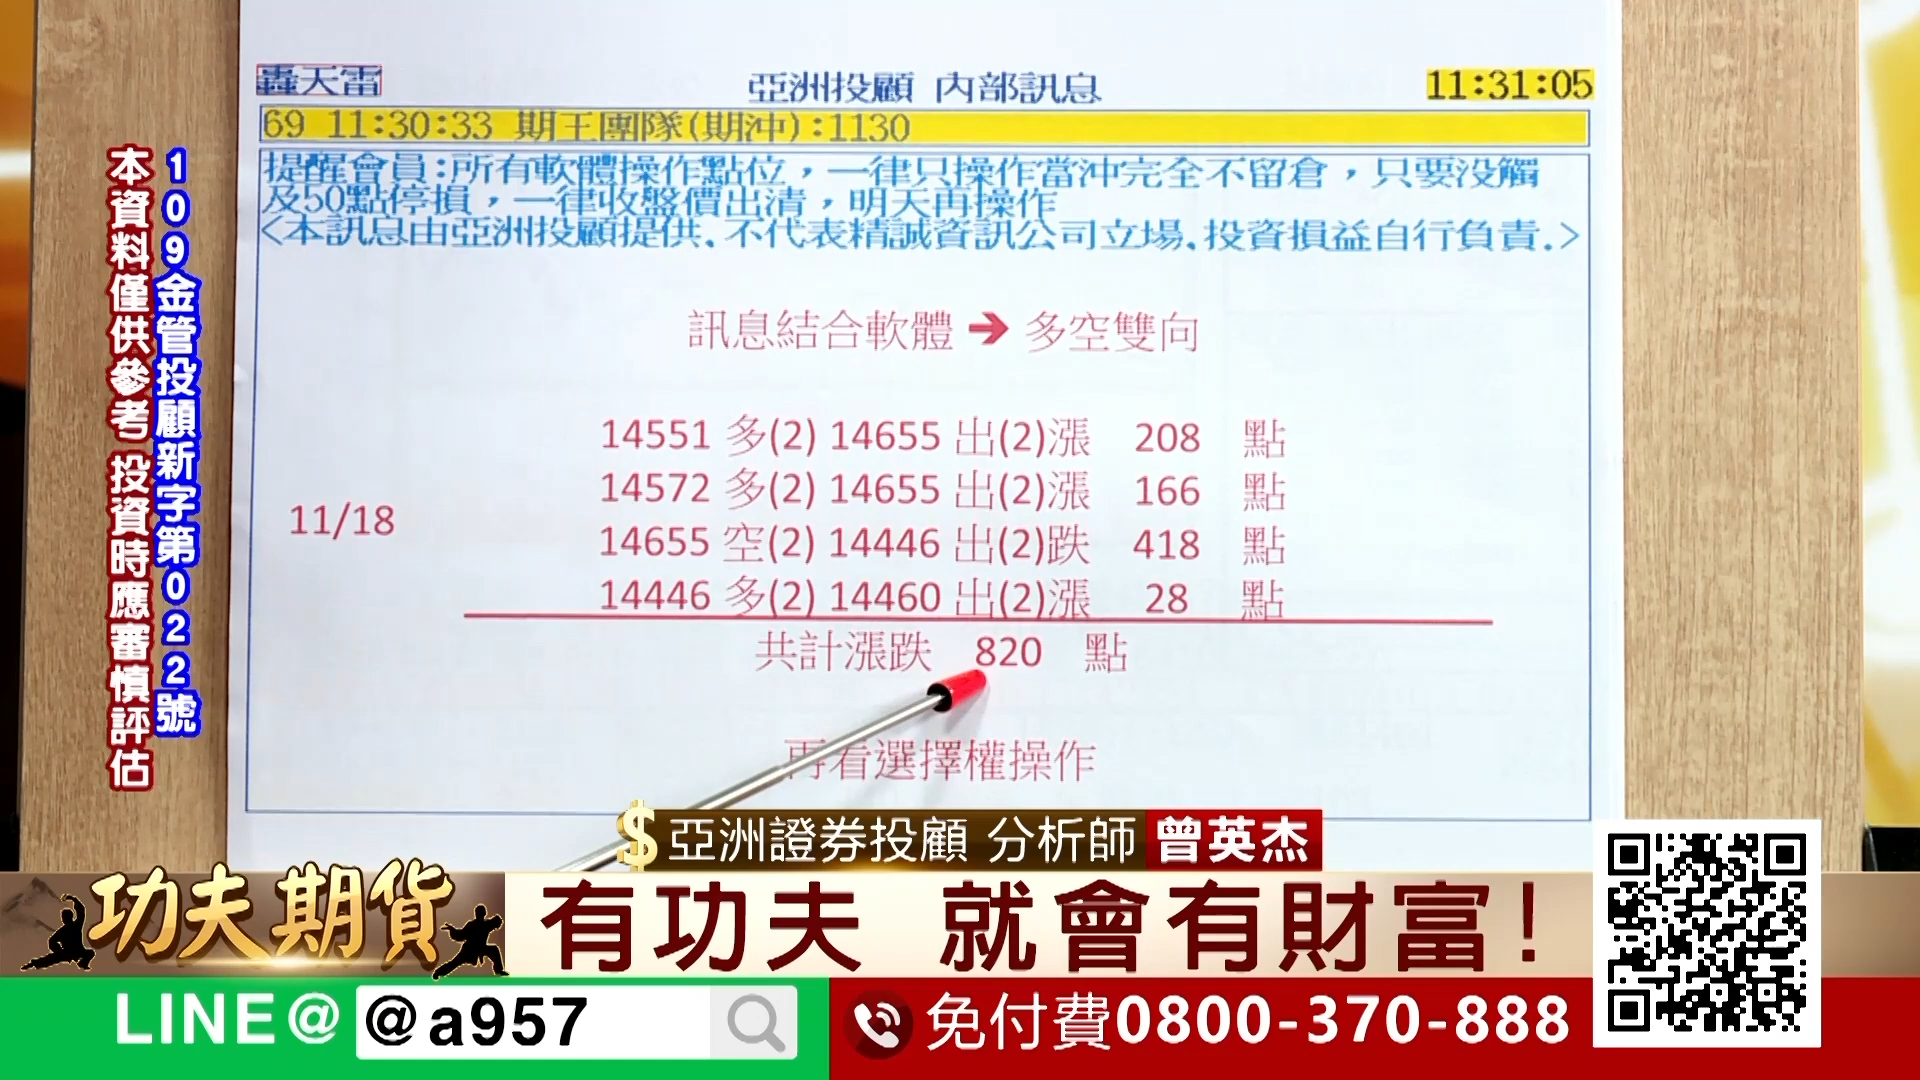 轟天雷
亞洲投顧 內部訊息
11:31:05
69 11:30:33 期王團隊(期沖):1130
提醒會員:所有軟體操作點位，一律只操作當沖完全不留倉，只要没觸
及50點停損，一律收盤價出清，明天再操作
<本訊息由亞洲投顧提供.不代表精誠資訊公司立場.投資損益自行負責.>
訊息結合軟體 ➔ 多空雙向
11/18
14551 多(2) 14655 出(2)漲 208 點
14572 多(2) 14655 出(2)漲 166 點
14655 空(2) 14446 出(2)跌 418 點
14446 多(2) 14460 出(2)漲 28 點
共計漲跌 820 點
再看選擇權操作
109金管投顧新字第022號
本資料僅供參考 投資時應審慎評估
$ 亞洲證券投顧 分析師 曾英杰
功夫期貨
有功夫 就會有財富!
LINE@ @a957
免付費0800-370-888